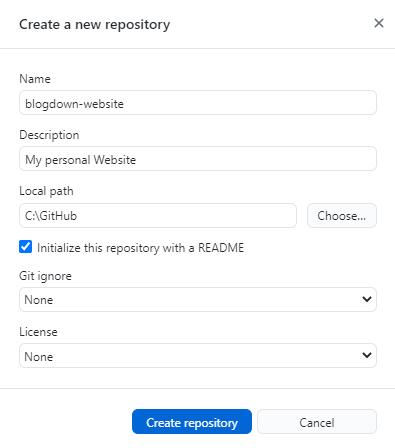 Create a new repository
Name
blogdown-website
Description
My personal Website
Local path
C:\GitHub
Choose...
Initialize this repository with a README
Git ignore
None
License
None
Create repository
Cancel